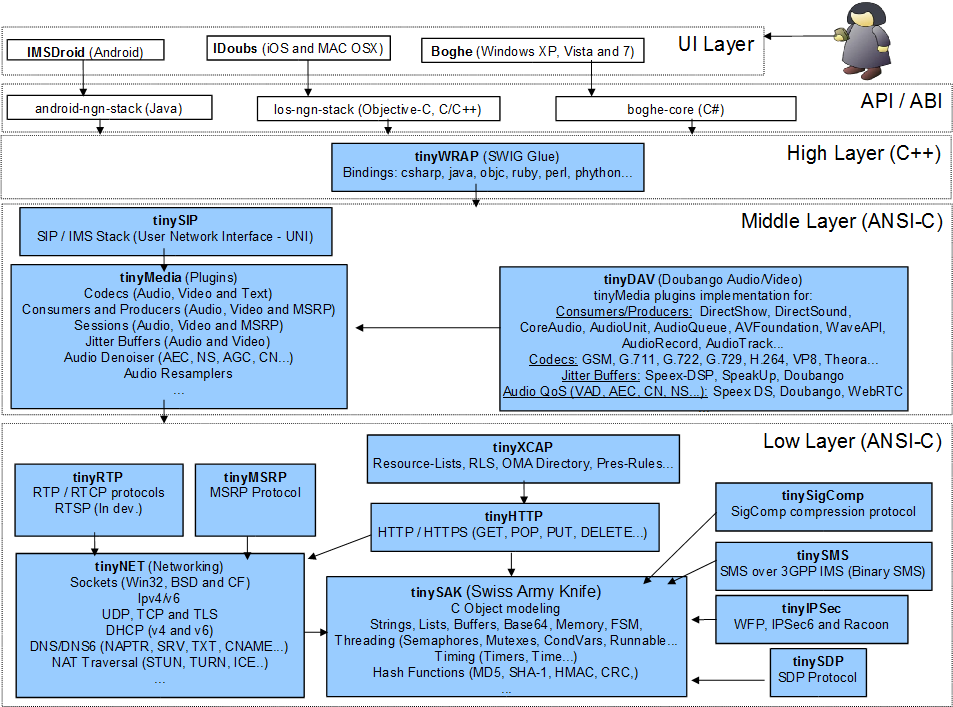 UI Layer
IMSDroid (Android)
IDoubs (iOS and MAC OSX)
Boghe (Windows XP, Vista and 7)
API / ABI
android-ngn-stack (Java)
Ios-ngn-stack (Objective-C, C/C++)
boghe-core (C#)
High Layer (C++)
tinyWRAP (SWIG Glue)
Bindings: csharp, java, objc, ruby, perl, phython...
Middle Layer (ANSI-C)
tinySIP
SIP / IMS Stack (User Network Interface - UNI)
tinyMedia (Plugins)
Codecs (Audio, Video and Text)
Consumers and Producers (Audio, Video and MSRP)
Sessions (Audio, Video and MSRP)
Jitter Buffers (Audio and Video)
Audio Denoiser (AEC, NS, AGC, CN...)
Audio Resamplers
...
tinyDAV (Doubango Audio/Video)
tinyMedia plugins implementation for:
Consumers/Producers: DirectShow, DirectSound,
CoreAudio, AudioUnit, AudioQueue, AVFoundation, WaveAPI,
AudioRecord, AudioTrack...
Codecs: GSM, G.711, G.722, G.729, H.264, VP8, Theora...
Jitter Buffers: Speex-DSP, SpeakUp, Doubango
Audio QoS (VAD, AEC, CN, NS...): Speex DS, Doubango, WebRTC
...
Low Layer (ANSI-C)
tinyXCAP
Resource-Lists, RLS, OMA Directory, Pres-Rules...
tinyRTP
RTP / RTCP protocols
RTSP (In dev.)
tinyMSRP
MSRP Protocol
tinyHTTP
HTTP / HTTPS (GET, POP, PUT, DELETE...)
tinySigComp
SigComp compression protocol
tinySMS
SMS over 3GPP IMS (Binary SMS)
tinyIPSec
WFP, IPSec6 and Racoon
tinySDP
SDP Protocol
tinyNET (Networking)
Sockets (Win32, BSD and CF)
Ipv4/v6
UDP, TCP and TLS
DHCP (v4 and v6)
DNS/DNS6 (NAPTR, SRV, TXT, CNAME...)
NAT Traversal (STUN, TURN, ICE..)
...
tinySAK (Swiss Army Knife)
C Object modeling
Strings, Lists, Buffers, Base64, Memory, FSM,
Threading (Semaphores, Mutexes, CondVars, Runnable...
Timing (Timers, Time...)
Hash Functions (MD5, SHA-1, HMAC, CRC,)
...